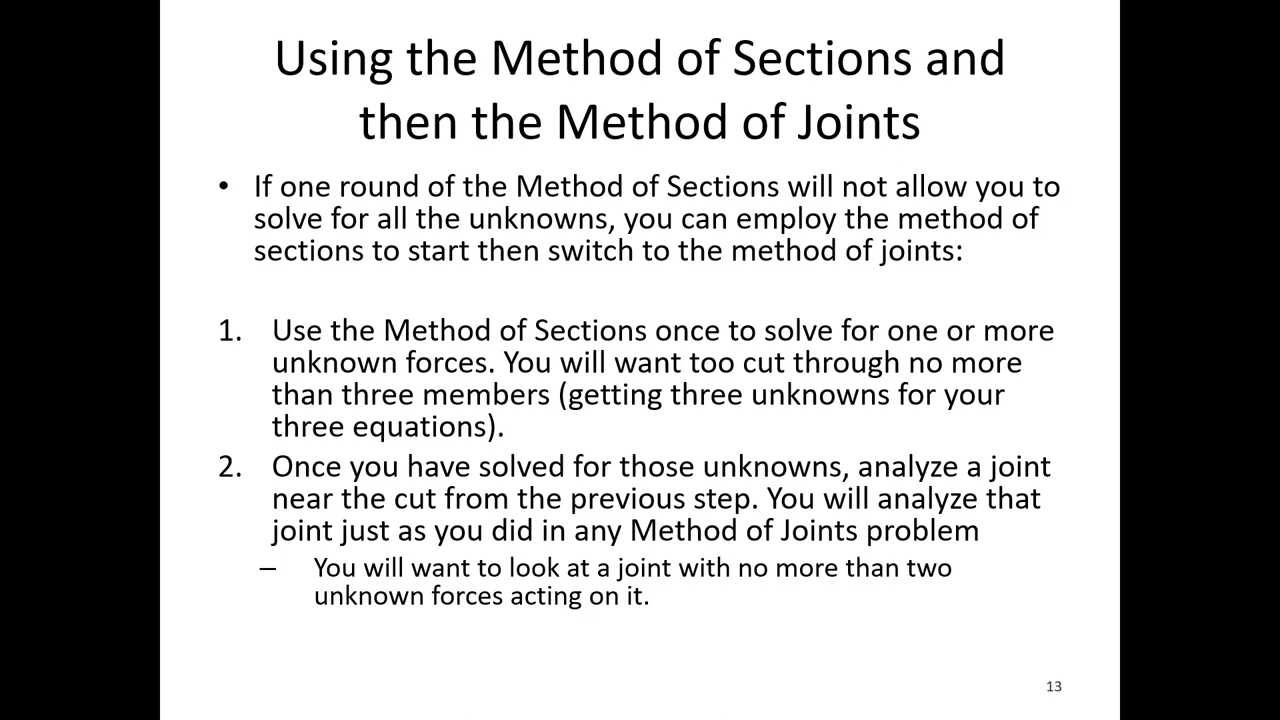 Using the Method of Sections and
then the Method of Joints
• If one round of the Method of Sections will not allow you to
solve for all the unknowns, you can employ the method of
sections to start then switch to the method of joints:
1. Use the Method of Sections once to solve for one or more
unknown forces. You will want too cut through no more
than three members (getting three unknowns for your
three equations).
2. Once you have solved for those unknowns, analyze a joint
near the cut from the previous step. You will analyze that
joint just as you did in any Method of Joints problem
– You will want to look at a joint with no more than two
unknown forces acting on it.
13